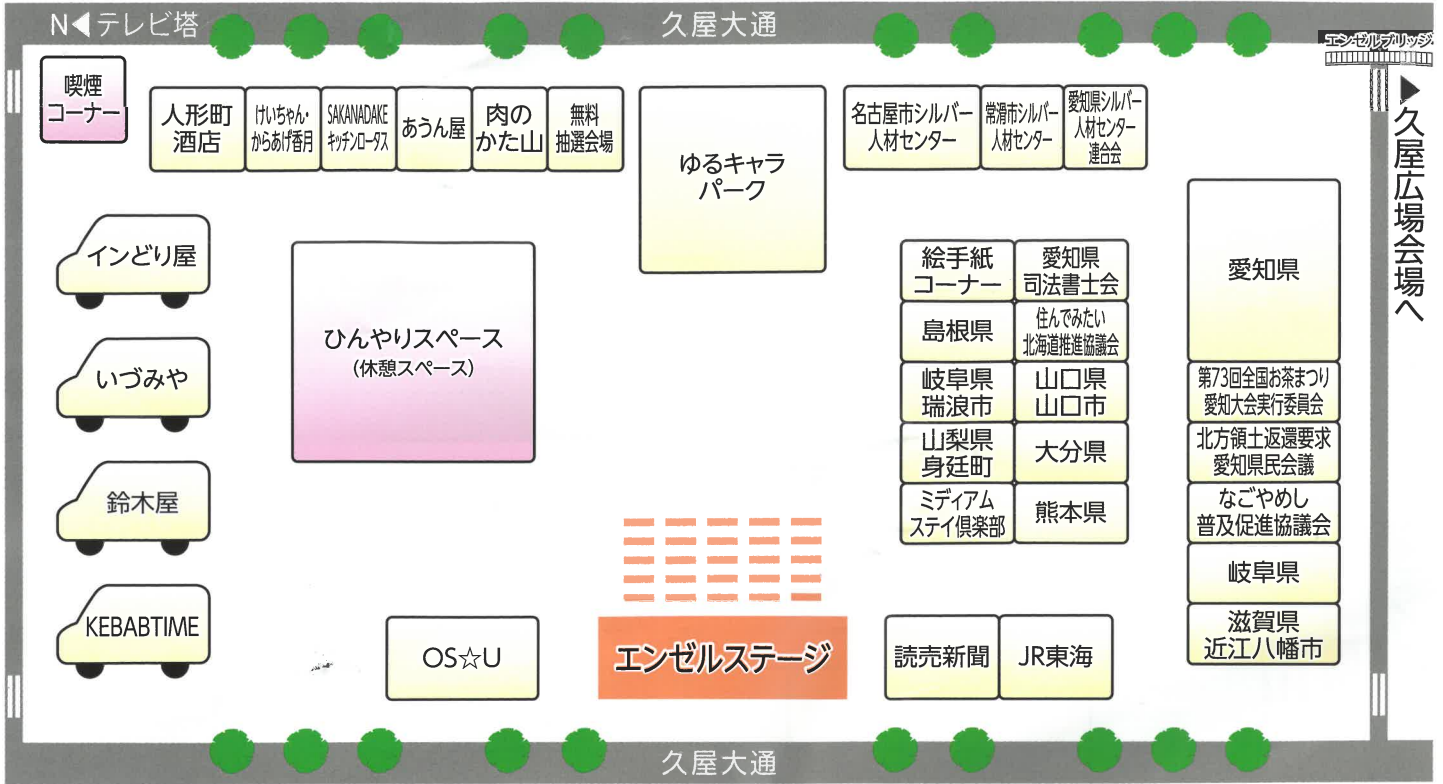 N◀テレビ塔
久屋大通
エンゼルブリッジ
▶久屋広場会場へ
喫煙
コーナー
人形町
酒店
けいちゃん・
からあげ香月
SAKANADAKE
キッチンロータス
あうん屋
肉の
かた山
無料
抽選会場
ゆるキャラ
パーク
名古屋市シルバー
人材センター
常滑市シルバー
人材センター
愛知県シルバー
人材センター
連合会
インどり屋
いづみや
鈴木屋
KEBABTIME
ひんやりスペース
(休憩スペース)
絵手紙
コーナー
愛知県
司法書士会
島根県
住んでみたい
北海道推進協議会
岐阜県
瑞浪市
山口県
山口市
山梨県
身延町
大分県
ミディアム
ステイ倶楽部
熊本県
愛知県
第73回全国お茶まつり
愛知大会実行委員会
北方領土返還要求
愛知県民会議
なごやめし
普及促進協議会
岐阜県
滋賀県
近江八幡市
OS☆U
エンゼルステージ
読売新聞
JR東海
久屋大通